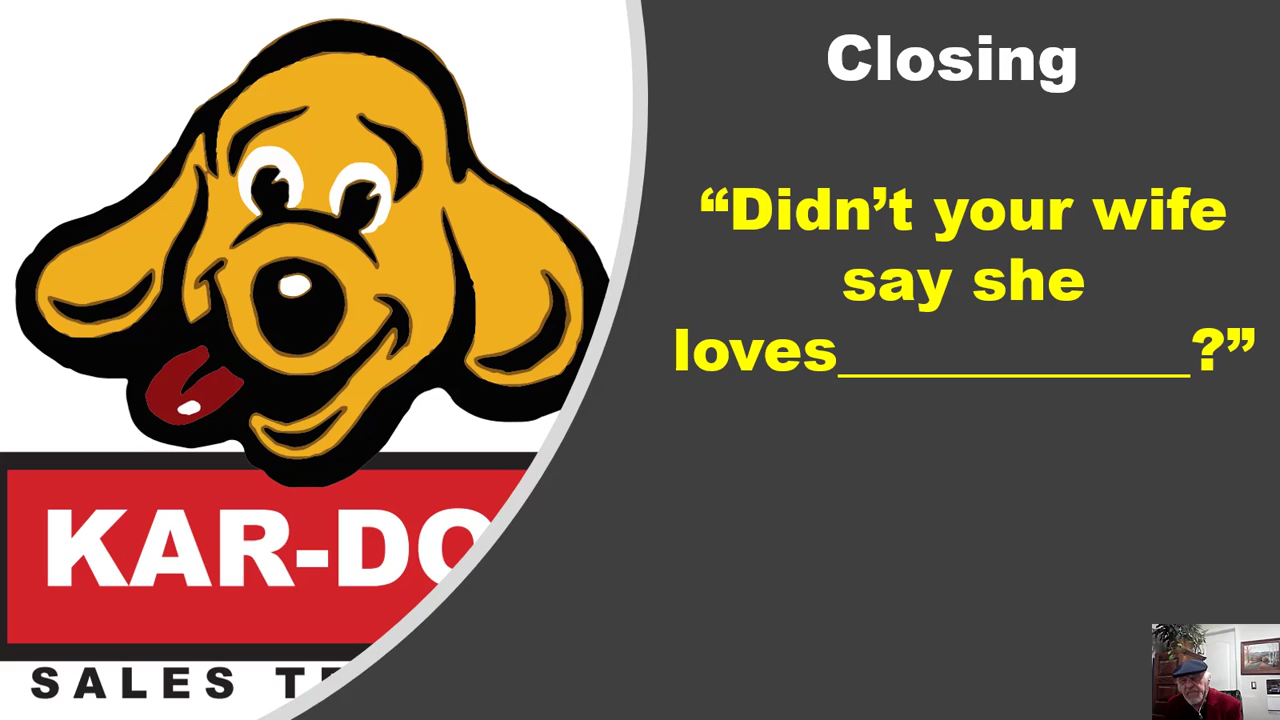 Closing
“Didn’t your wife
say she
loves____________?”
KAR-DO
SALES